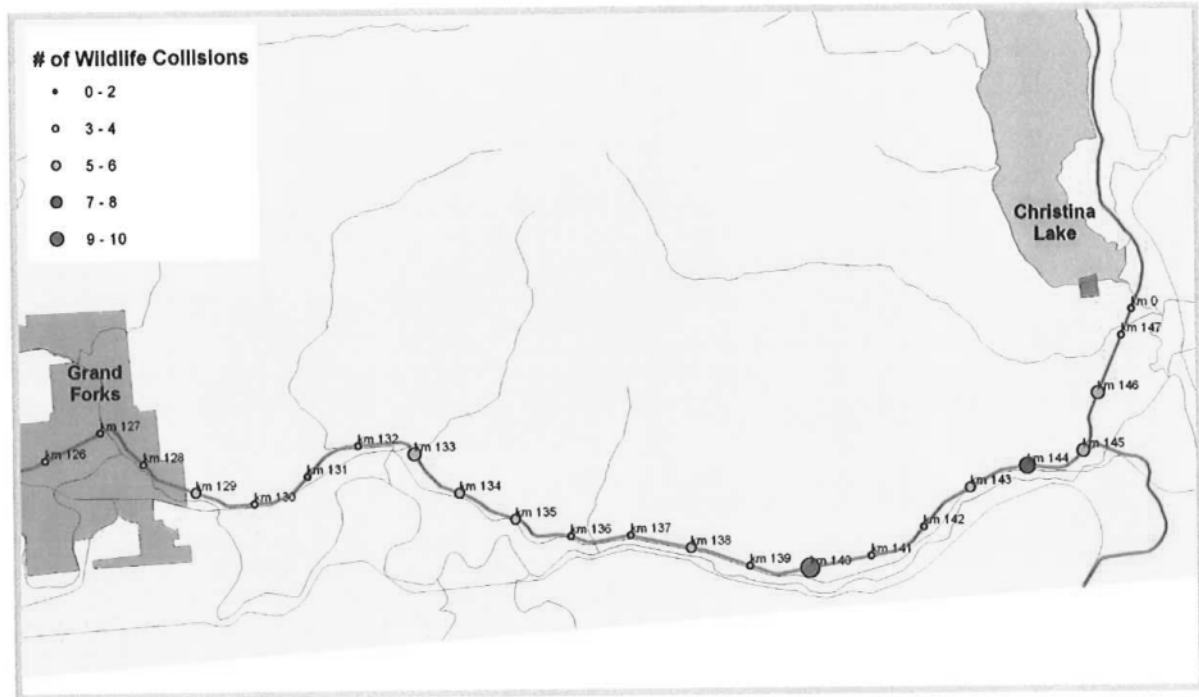 # of Wildlife Collisions
0 - 2
3 - 4
5 - 6
7 - 8
9 - 10
Christina
Lake
km 0
km 147
km 146
km 145
km 144
km 143
km 142
km 141
km 140
km 139
km 138
km 137
km 136
km 135
km 134
km 133
km 132
km 131
km 130
km 129
km 128
km 127
km 126
Grand
Forks